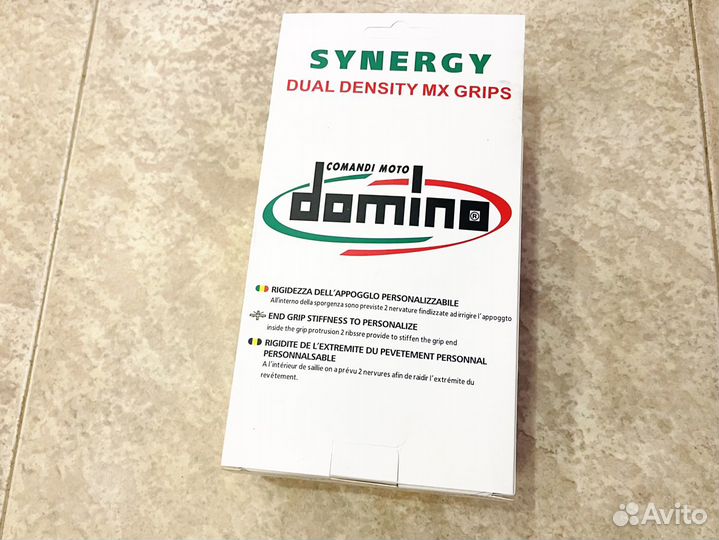 SYNERGY
DUAL DENSITY MX GRIPS
COMANDI MOTO
domino®
RIGIDEZZA DELL'APPOGGLO PERSONALIZZABILE
All'interno della sporgenza sono previste 2 nervature findlizzate ad irrigire l'appoggto
END GRIP STIFFNESS TO PERSONALIZE
inside the grip protrusion 2 ribssre provide to stiffen the grip end
RIGIDITE DE L'EXTREMITE DU PEVETEMENT PERSONNAL
PERSONNALSABLE
A l'intérieur de saillie on a prévu 2 nervures afin de raidir l'extrémite du
revétement.
Avito